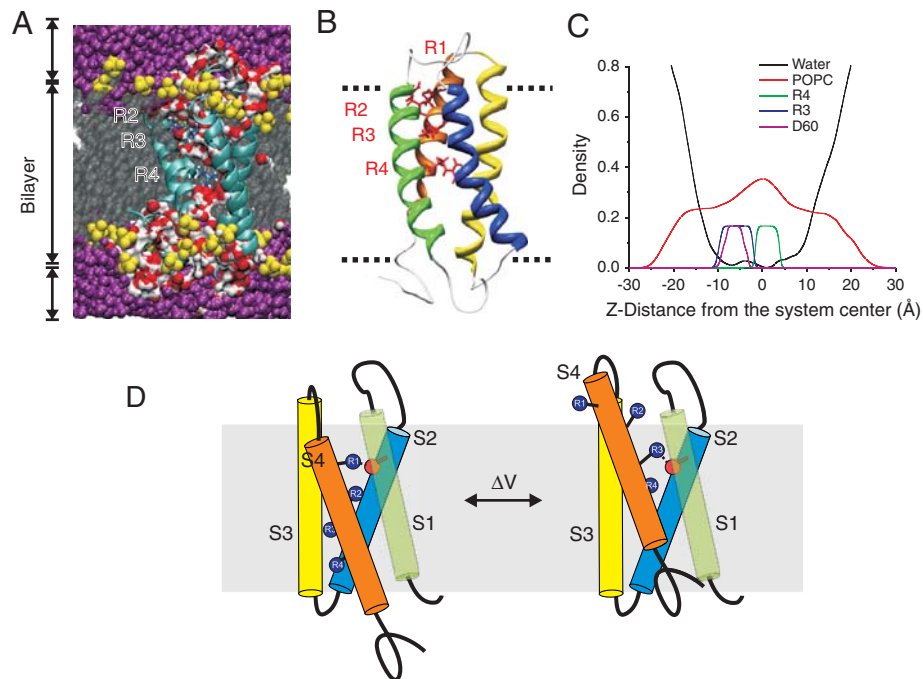 A
Bilayer
R2
R3
R4
B
R1
R2
R3
R4
C
0.8
0.6
0.4
0.2
0.0
Density
Water
POPC
R4
R3
D60
-30 -20 -10 0 10 20 30
Z-Distance from the system center (Å)
D
S4
R1
R2
R3
R4
S3
S2
S1
ΔV
S4
R1
R2
R3
R4
S3
S2
S1